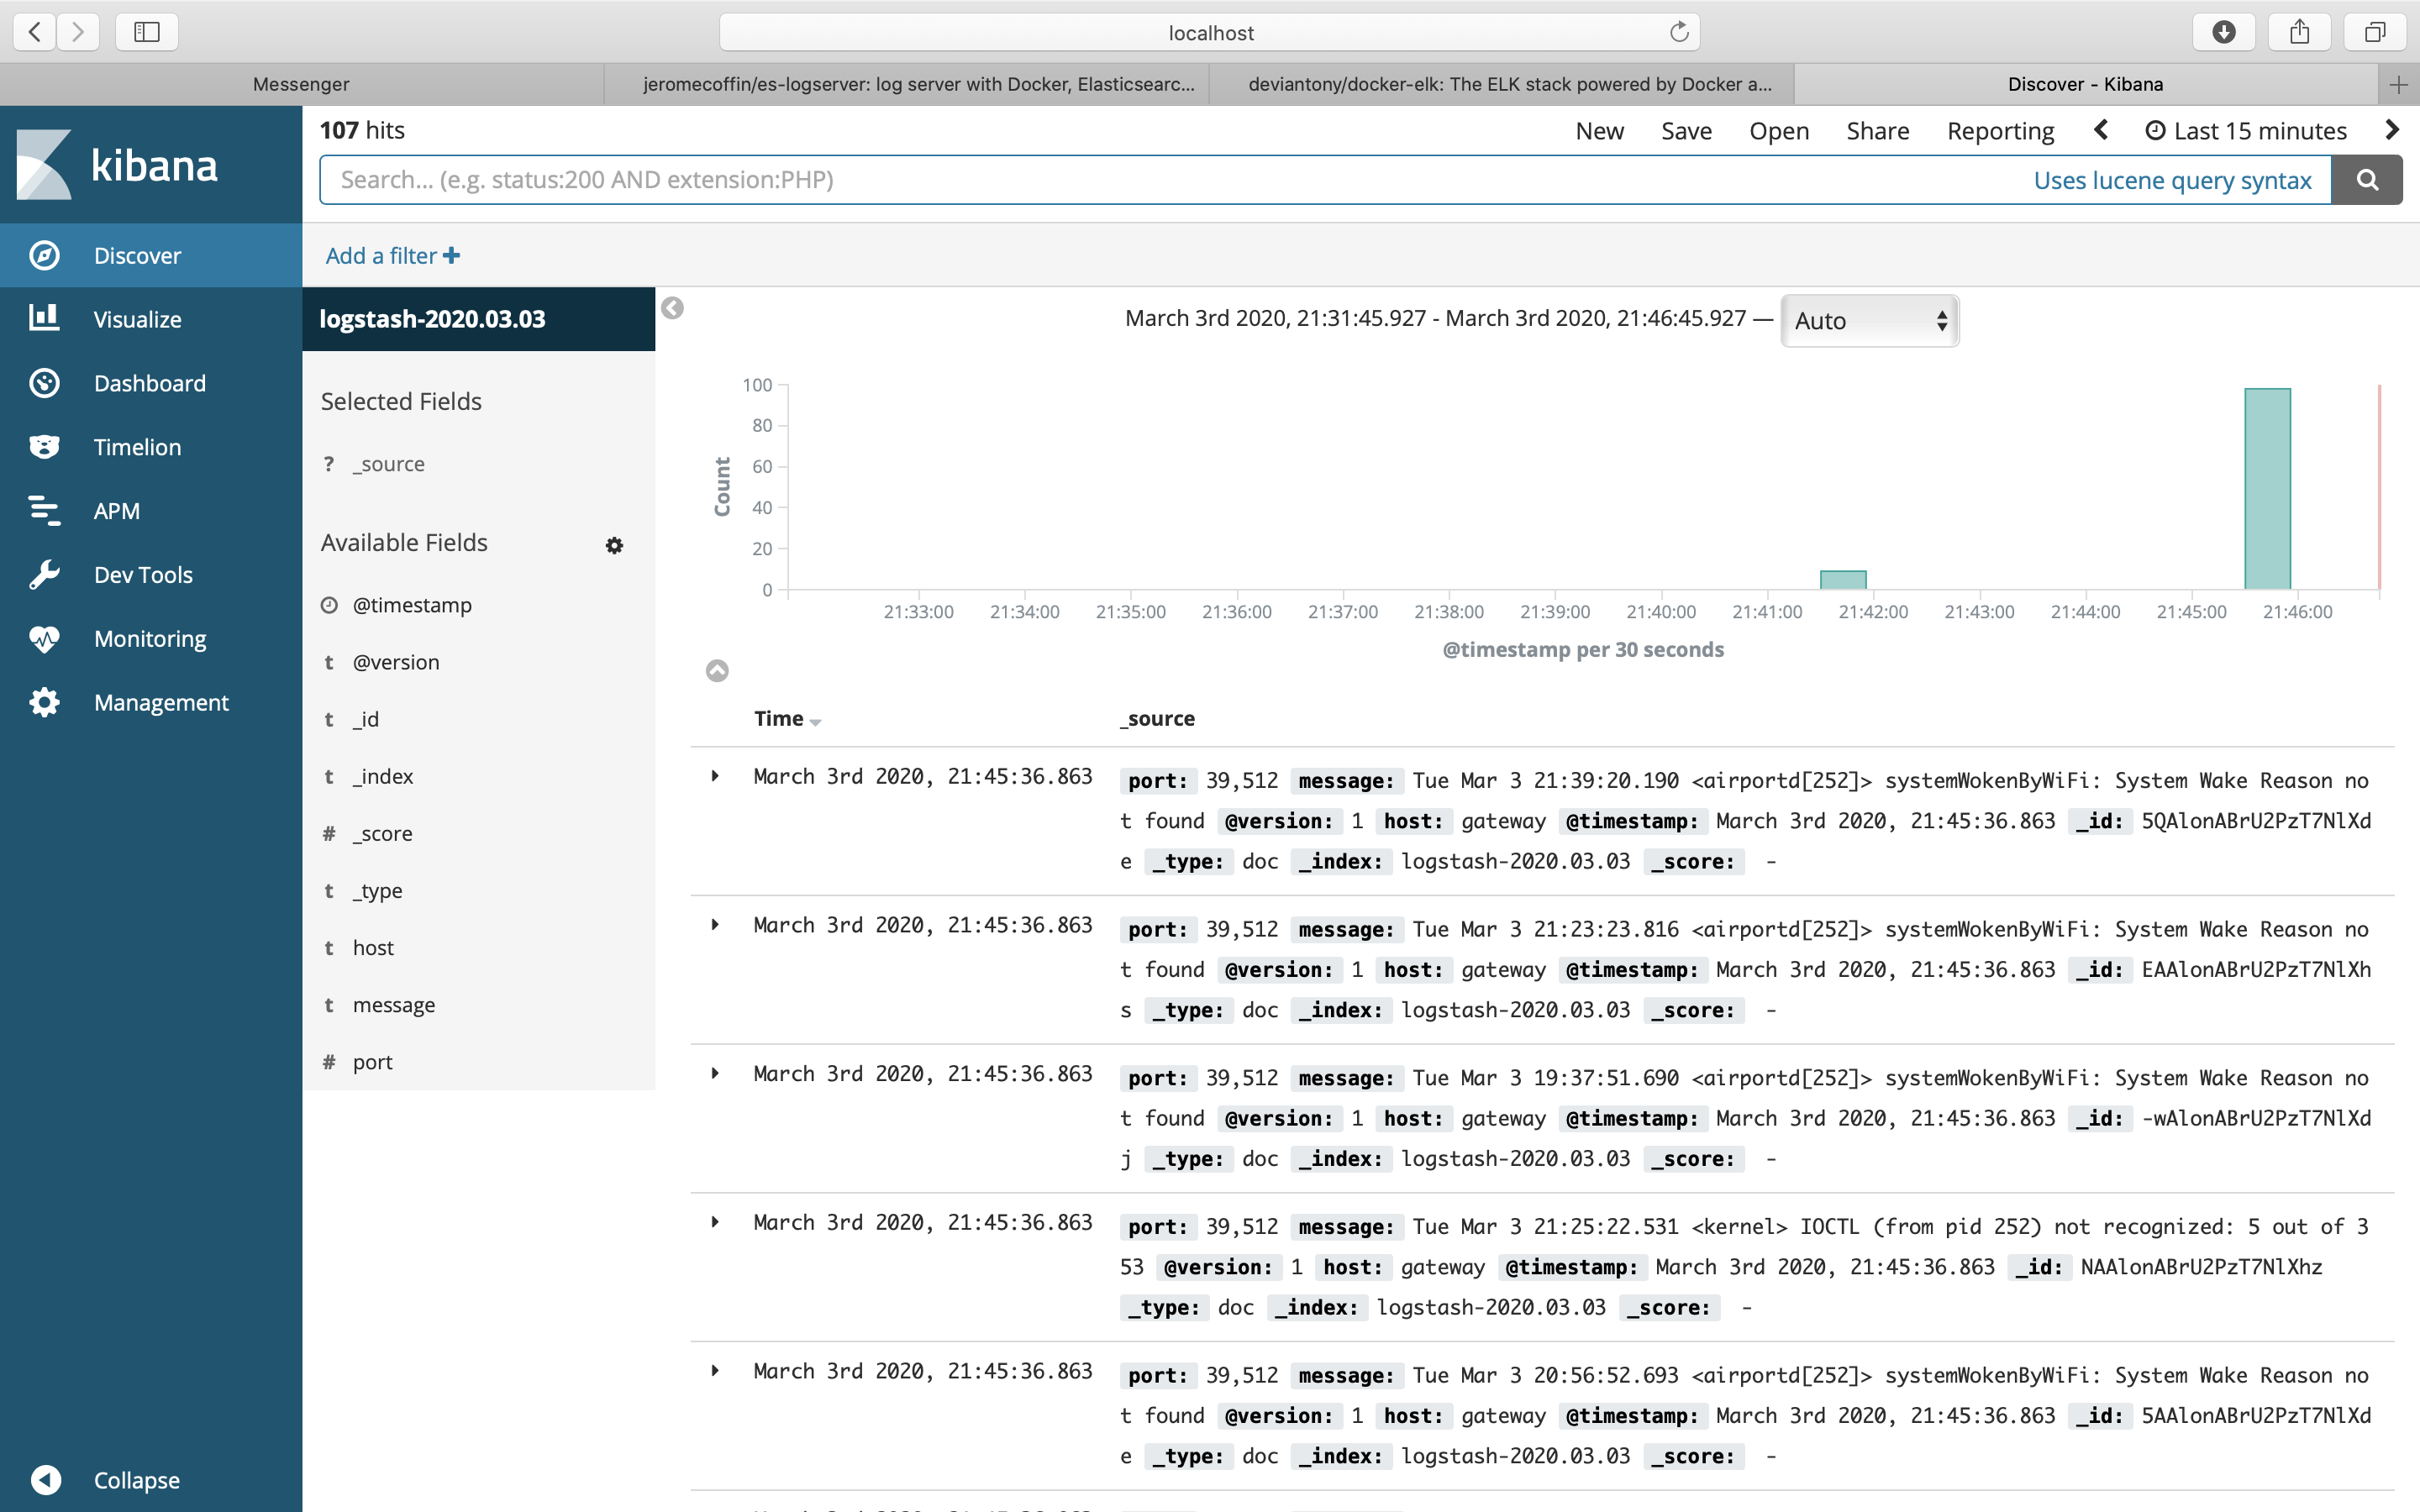 localhost
Messenger
jeromecoffin/es-logserver: log server with Docker, Elasticsearc...
deviantony/docker-elk: The ELK stack powered by Docker a...
Discover - Kibana
kibana
Discover
Visualize
Dashboard
Timelion
APM
Dev Tools
Monitoring
Management
Collapse
107 hits
New Save Open Share Reporting Last 15 minutes
Search... (e.g. status:200 AND extension:PHP) Uses lucene query syntax
Add a filter +
logstash-2020.03.03
Selected Fields
? _source
Available Fields
@timestamp
t @version
t _id
t _index
# _score
t _type
t host
t message
# port
March 3rd 2020, 21:31:45.927 - March 3rd 2020, 21:46:45.927 — Auto
Count
100
80
60
40
20
0
21:33:00 21:34:00 21:35:00 21:36:00 21:37:00 21:38:00 21:39:00 21:40:00 21:41:00 21:42:00 21:43:00 21:44:00 21:45:00 21:46:00
@timestamp per 30 seconds
Time _source
March 3rd 2020, 21:45:36.863 port: 39,512 message: Tue Mar 3 21:39:20.190 <airportd[252]> systemWokenByWiFi: System Wake Reason no
t found @version: 1 host: gateway @timestamp: March 3rd 2020, 21:45:36.863 _id: 5QAlonABrU2PzT7NlXd
e _type: doc _index: logstash-2020.03.03 _score: -
March 3rd 2020, 21:45:36.863 port: 39,512 message: Tue Mar 3 21:23:23.816 <airportd[252]> systemWokenByWiFi: System Wake Reason no
t found @version: 1 host: gateway @timestamp: March 3rd 2020, 21:45:36.863 _id: EAAlonABrU2PzT7NlXh
s _type: doc _index: logstash-2020.03.03 _score: -
March 3rd 2020, 21:45:36.863 port: 39,512 message: Tue Mar 3 19:37:51.690 <airportd[252]> systemWokenByWiFi: System Wake Reason no
t found @version: 1 host: gateway @timestamp: March 3rd 2020, 21:45:36.863 _id: -wAlonABrU2PzT7NlXd
j _type: doc _index: logstash-2020.03.03 _score: -
March 3rd 2020, 21:45:36.863 port: 39,512 message: Tue Mar 3 21:25:22.531 <kernel> IOCTL (from pid 252) not recognized: 5 out of 3
53 @version: 1 host: gateway @timestamp: March 3rd 2020, 21:45:36.863 _id: NAAlonABrU2PzT7NlXhz
_type: doc _index: logstash-2020.03.03 _score: -
March 3rd 2020, 21:45:36.863 port: 39,512 message: Tue Mar 3 20:56:52.693 <airportd[252]> systemWokenByWiFi: System Wake Reason no
t found @version: 1 host: gateway @timestamp: March 3rd 2020, 21:45:36.863 _id: 5AAlonABrU2PzT7NlXd
e _type: doc _index: logstash-2020.03.03 _score: -